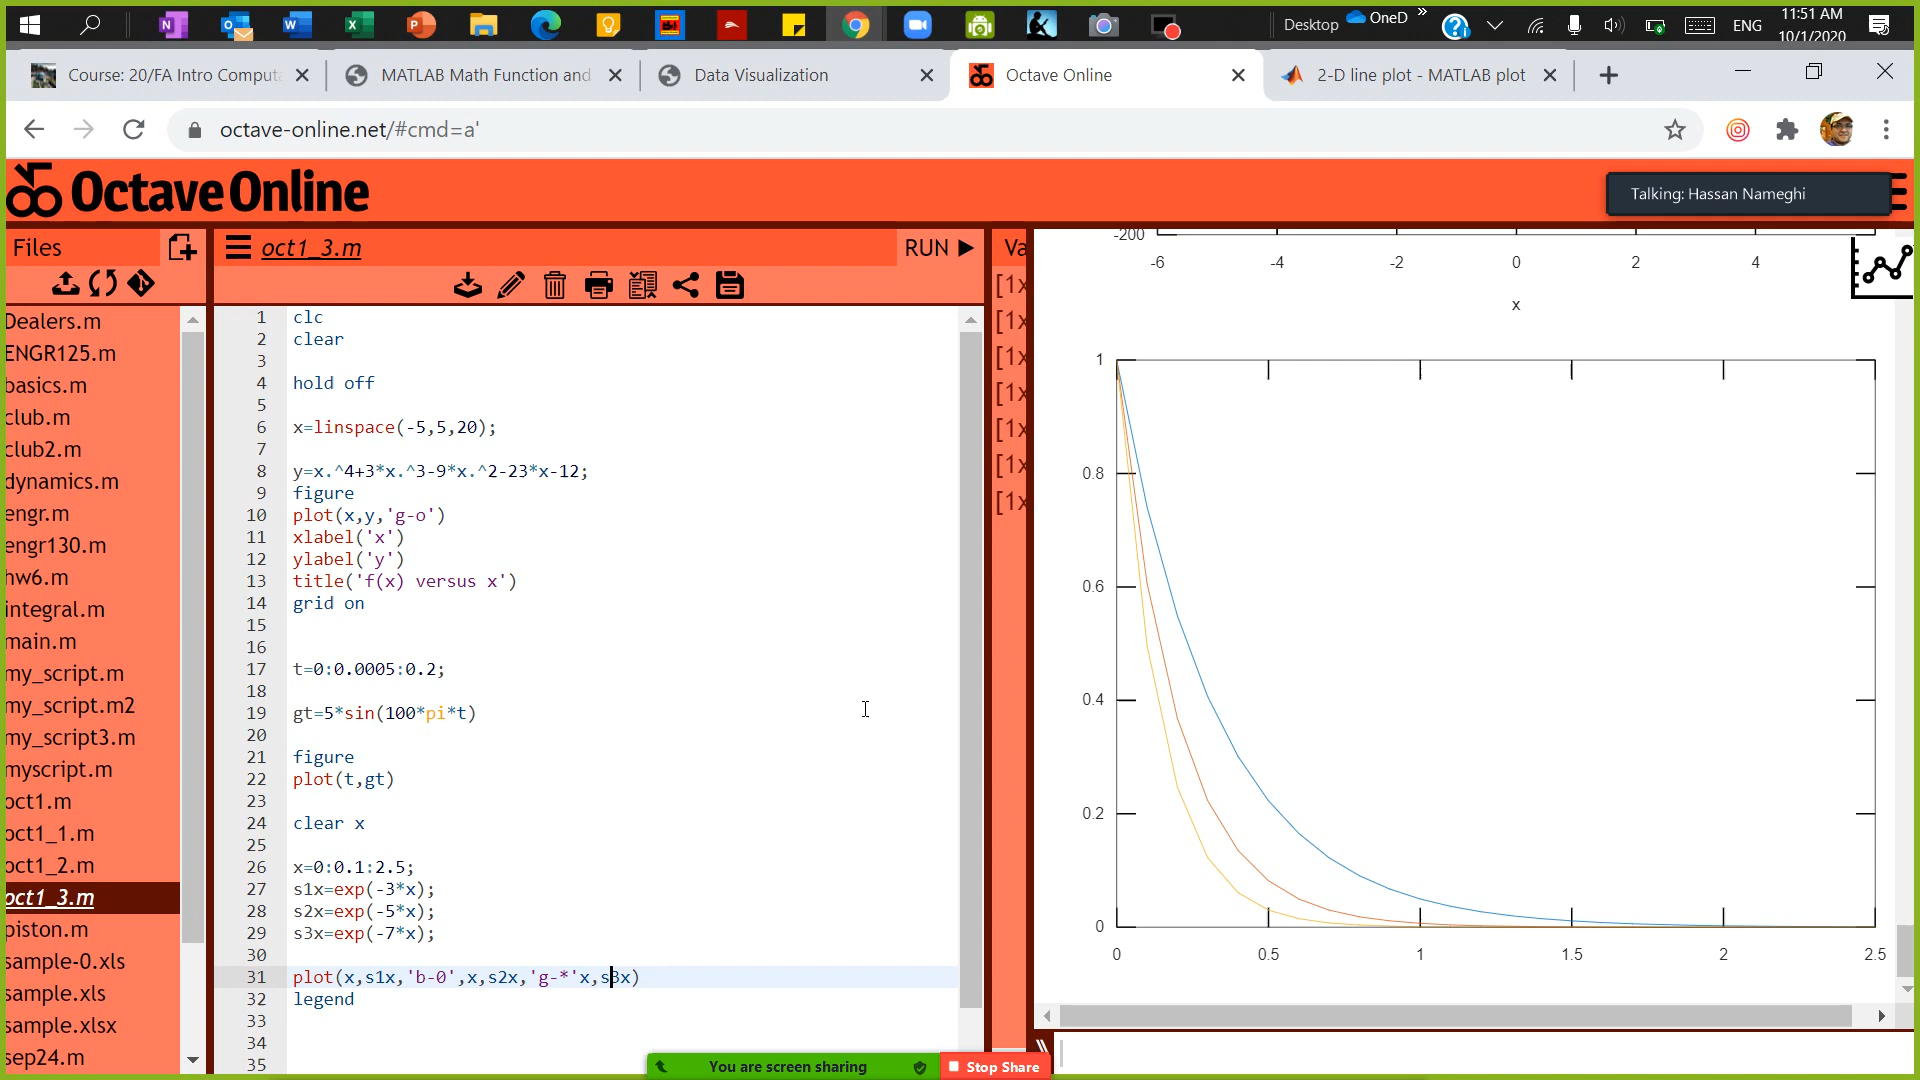 Desktop
OneD
»
ENG
11:51 AM
10/1/2020
Course: 20/FA Intro Computa
MATLAB Math Function and
Data Visualization
Octave Online
2-D line plot - MATLAB plot
octave-online.net/#cmd=a'
Octave Online
Talking: Hassan Nameghi
Files
oct1_3.m
RUN
Va
Dealers.m
ENGR125.m
basics.m
club.m
club2.m
dynamics.m
engr.m
engr130.m
hw6.m
integral.m
main.m
my_script.m
my_script.m2
my_script3.m
myscript.m
oct1.m
oct1_1.m
oct1_2.m
oct1_3.m
piston.m
sample-0.xls
sample.xls
sample.xlsx
sep24.m
1 clc
2 clear
3
4 hold off
5
6 x=linspace(-5,5,20);
7
8 y=x.^4+3*x.^3-9*x.^2-23*x-12;
9 figure
10 plot(x,y,'g-o')
11 xlabel('x')
12 ylabel('y')
13 title('f(x) versus x')
14 grid on
15
16
17 t=0:0.0005:0.2;
18
19 gt=5*sin(100*pi*t)
20
21 figure
22 plot(t,gt)
23
24 clear x
25
26 x=0:0.1:2.5;
27 s1x=exp(-3*x);
28 s2x=exp(-5*x);
29 s3x=exp(-7*x);
30
31 plot(x,s1x,'b-0',x,s2x,'g-*'x,s3x)
32 legend
33
34
35
[1x
[1x
[1x
[1x
[1x
[1x
[1x
-200
-6 -4 -2 0 2 4
x
1
0.8
0.6
0.4
0.2
0
0 0.5 1 1.5 2 2.5
You are screen sharing
Stop Share